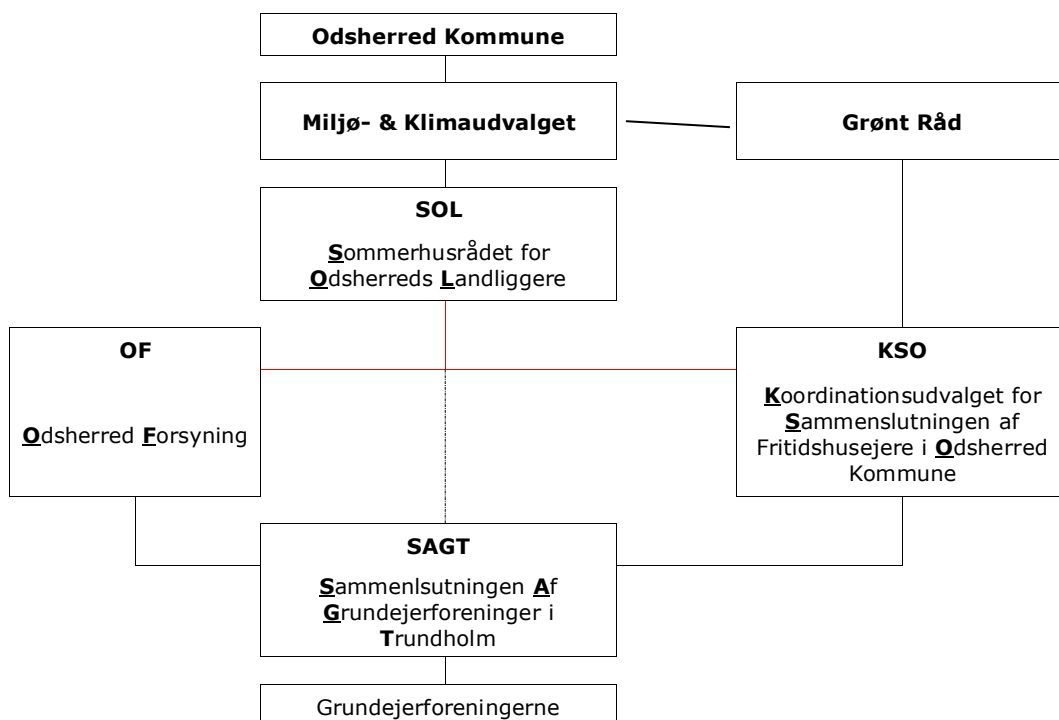 Odsherred Kommune
Miljø- & Klimaudvalget
Grønt Råd
SOL
Sommerhusrådet for
Odsherreds Landliggere
OF
Odsherred Forsyning
KSO
Koordinationsudvalget for
Sammenslutningen af
Fritidshusejere i Odsherred
Kommune
SAGT
Sammenlsutningen Af
Grundejerforeninger i
Trundholm
Grundejerforeningerne